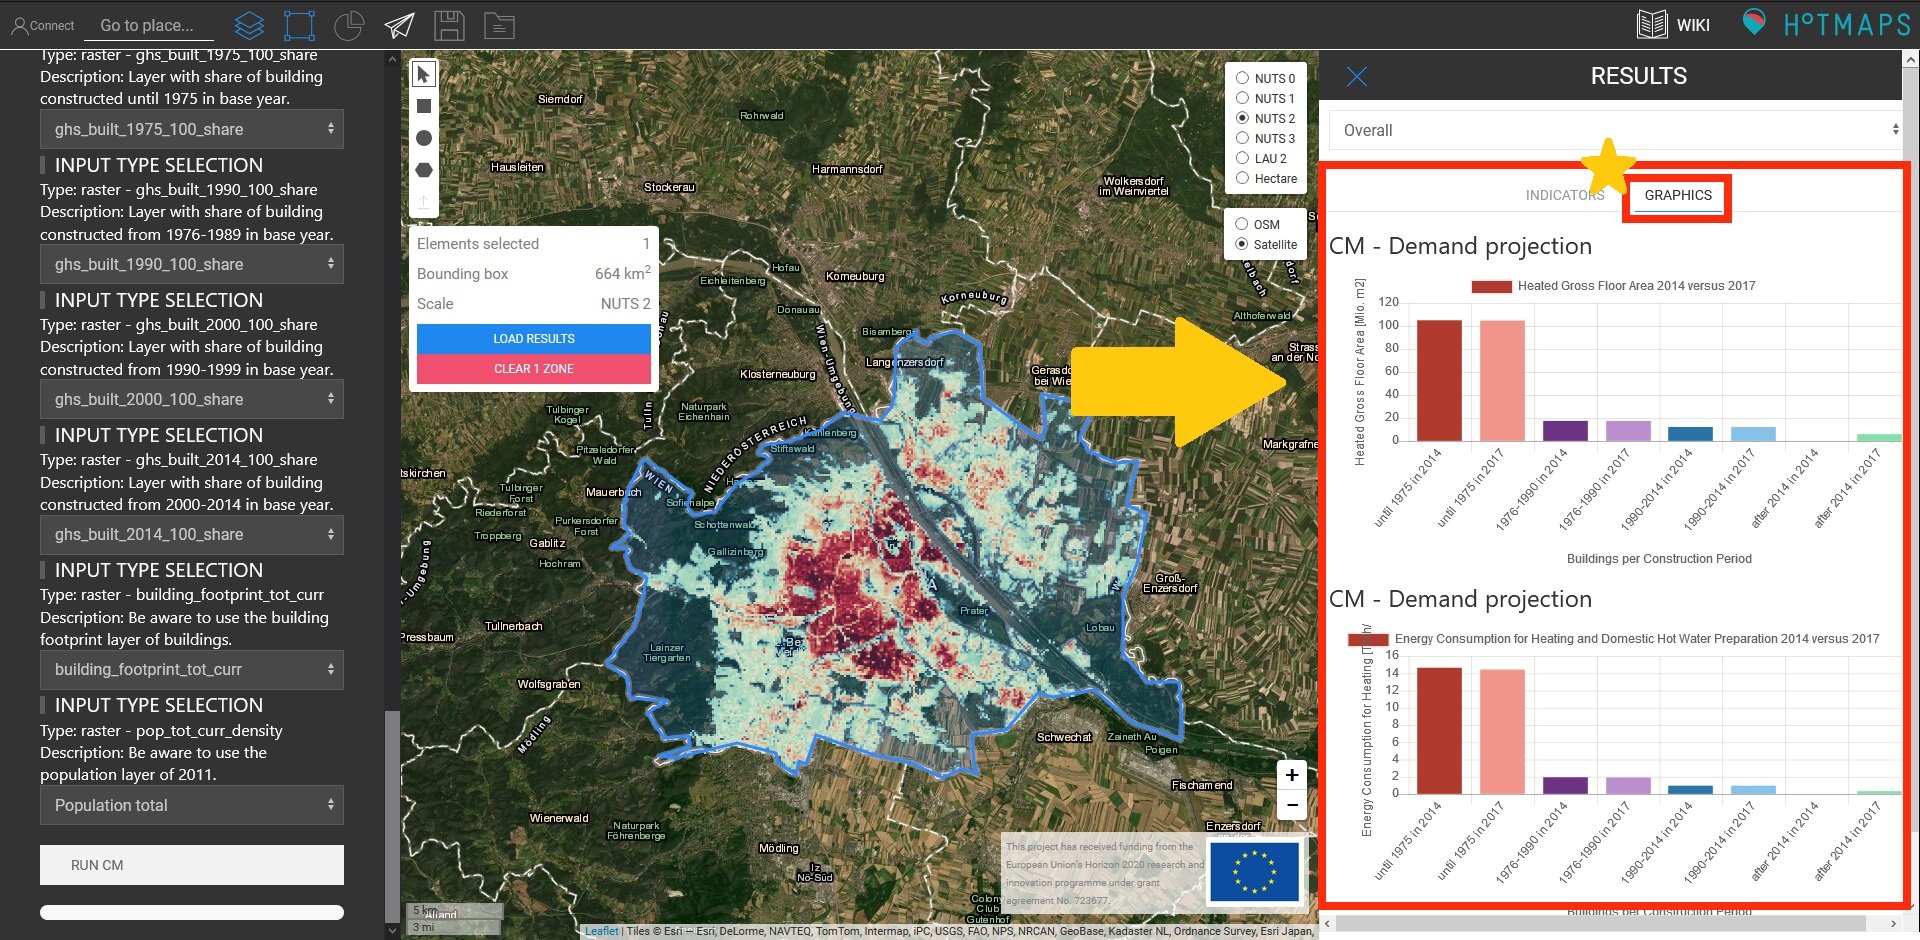 Connect
Go to place...
WIKI
HOTMAPS
Type: raster - ghs_built_1975_100_share
Description: Layer with share of building
constructed until 1975 in base year.
ghs_built_1975_100_share
INPUT TYPE SELECTION
Type: raster - ghs_built_1990_100_share
Description: Layer with share of building
constructed from 1976-1989 in base year.
ghs_built_1990_100_share
INPUT TYPE SELECTION
Type: raster - ghs_built_2000_100_share
Description: Layer with share of building
constructed from 1990-1999 in base year.
ghs_built_2000_100_share
INPUT TYPE SELECTION
Type: raster - ghs_built_2014_100_share
Description: Layer with share of building
constructed from 2000-2014 in base year.
ghs_built_2014_100_share
INPUT TYPE SELECTION
Type: raster - building_footprint_tot_curr
Description: Be aware to use the building
footprint layer of buildings.
building_footprint_tot_curr
INPUT TYPE SELECTION
Type: raster - pop_tot_curr_density
Description: Be aware to use the
population layer of 2011.
Population total
RUN CM
Elements selected 1
Bounding box 664 km2
Scale NUTS 2
LOAD RESULTS
CLEAR 1 ZONE
NUTS 0
NUTS 1
NUTS 2
NUTS 3
LAU 2
Hectare
OSM
Satellite
Sierndorf
Rohrwald
Hausleiten
Stockerau
Harmannsdorf
Wolkersdorf
im Weinviertel
Hofau
Eichleitenberg
Korneuburg
Korneuburg
Donauau
Wien-Umgebung
Bisamberg
Langenzersdorf
Althoferwald
Strass
an der No
Gerasdo
bei Wie
Klosterneuburg
Tulln
Naturpark
Eichenhain
Tulbinger
Kogel
NIEDERÖSTERREICH
Kahlenberg
Stiftswald
Markgrafne
Pitzelsdorfer
Wald
WIEN
Mauerbach
Sofienalpe
Tulbinger
Forst
Riederforst
Troppberg
Purkersdorfer
Forst
Schottenwald
Gablitz
Gallizinberg
Hochram
Groß-
Enzersdorf
Prater
Tullnerbach
Pressbaum
Lobau
Lainzer
Tiergarten
Wolfsgraben
Mödling
Schwechat
Zaineth Au
Poigen
Fischamend
Wienerwald
Naturpark
Föhrenberge
Mödling
Iz
Nö-Süd
Enzersdorf
Colony
Club
Gutenhof
Alland
5 km
3 mi
+
−
This project has received funding from the
European Union's Horizon 2020 research and
innovation programme under grant
agreement No. 723677.
Leaflet | Tiles © Esri — Esri, DeLorme, NAVTEQ, TomTom, Intermap, iPC, USGS, FAO, NPS, NRCAN, GeoBase, Kadaster NL, Ordnance Survey, Esri Japan,
RESULTS
Overall
INDICATORS
GRAPHICS
CM - Demand projection
Heated Gross Floor Area 2014 versus 2017
Heated Gross Floor Area [Mio. m2]
120
100
80
60
40
20
0
until 1975 in 2014
until 1975 in 2017
1976-1990 in 2014
1976-1990 in 2017
1990-2014 in 2014
1990-2014 in 2017
after 2014 in 2014
after 2014 in 2017
Buildings per Construction Period
CM - Demand projection
Energy Consumption for Heating and Domestic Hot Water Preparation 2014 versus 2017
Energy Consumption for Heating
16
14
12
10
8
6
4
2
0
until 1975 in 2014
until 1975 in 2017
1976-1990 in 2014
1976-1990 in 2017
1990-2014 in 2014
1990-2014 in 2017
after 2014 in 2014
after 2014 in 2017
Buildings per Construction Period